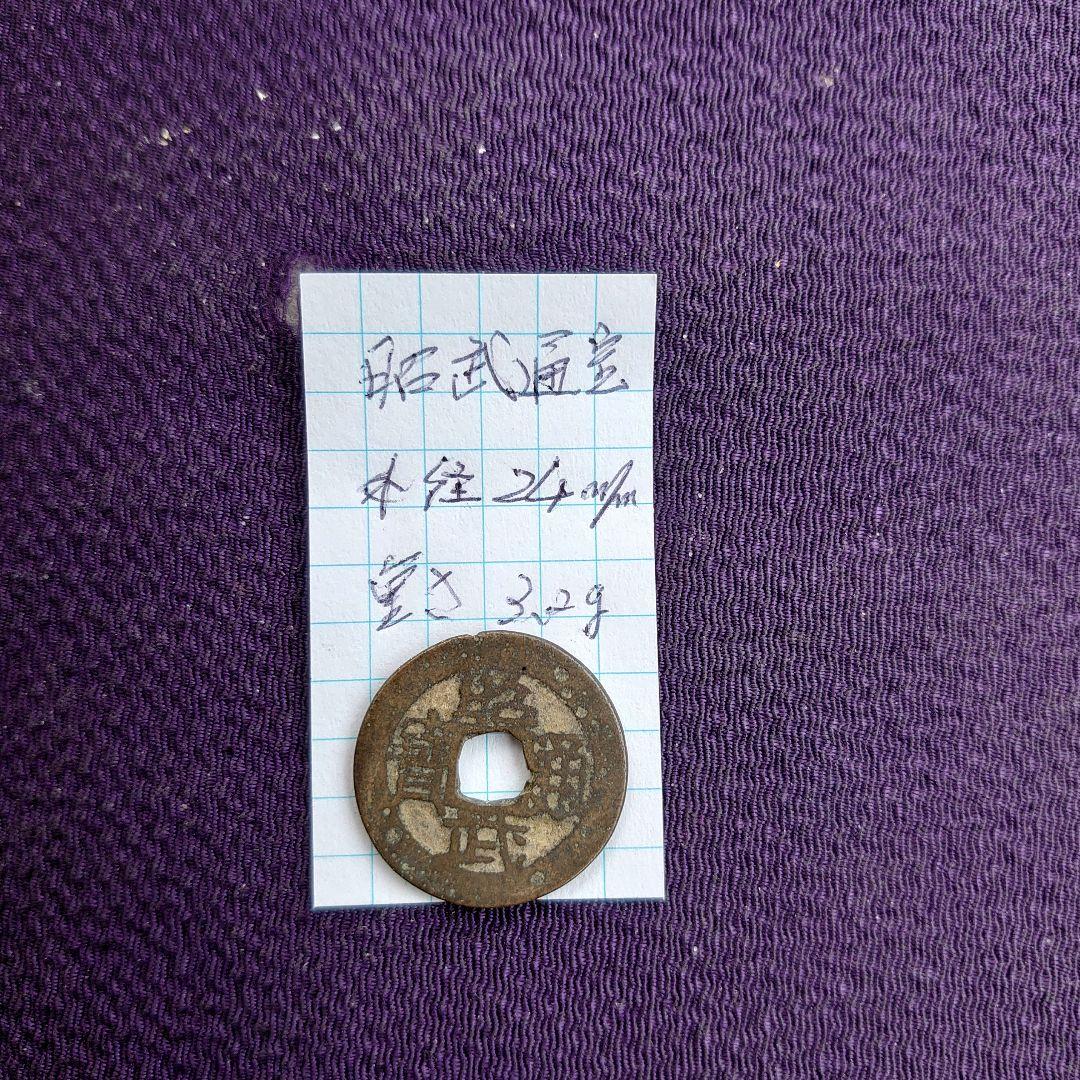 昭武通宝
外径 24m/m
重さ 3.2g
昭武通寶